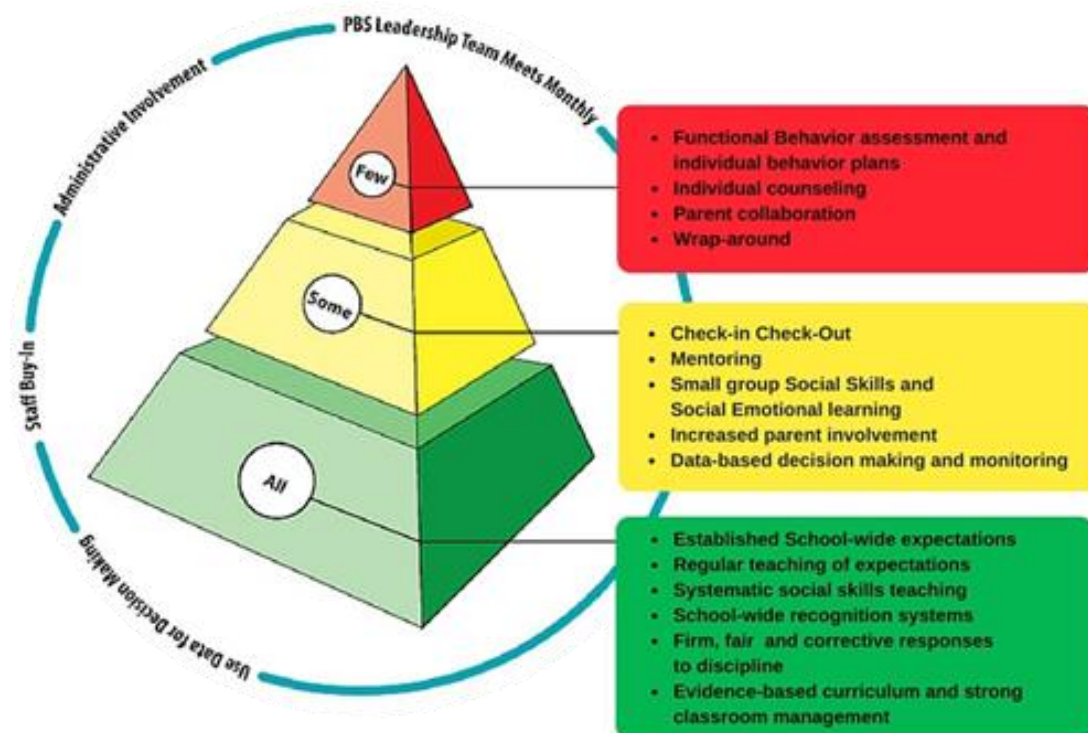 PBS Leadership Team Meets Monthly
Administrative Involvement
Staff Buy-In
Use Data for Decision Making
Few
Some
All
• Functional Behavior assessment and
individual behavior plans
• Individual counseling
• Parent collaboration
• Wrap-around
• Check-in Check-Out
• Mentoring
• Small group Social Skills and
Social Emotional learning
• Increased parent involvement
• Data-based decision making and monitoring
• Established School-wide expectations
• Regular teaching of expectations
• Systematic social skills teaching
• School-wide recognition systems
• Firm, fair and corrective responses
to discipline
• Evidence-based curriculum and strong
classroom management